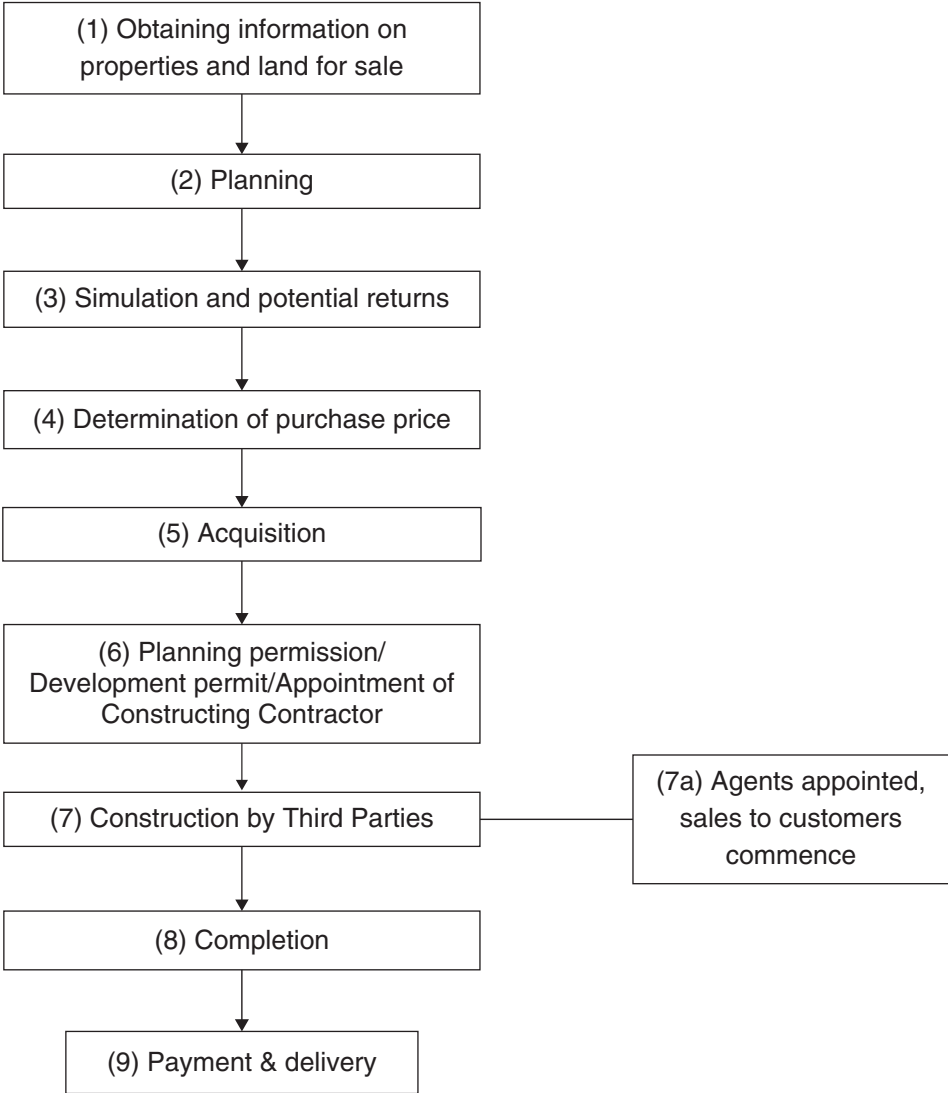 (1) Obtaining information on
properties and land for sale
(2) Planning
(3) Simulation and potential returns
(4) Determination of purchase price
(5) Acquisition
(6) Planning permission/
Development permit/Appointment of
Constructing Contractor
(7) Construction by Third Parties
(7a) Agents appointed,
sales to customers
commence
(8) Completion
(9) Payment & delivery